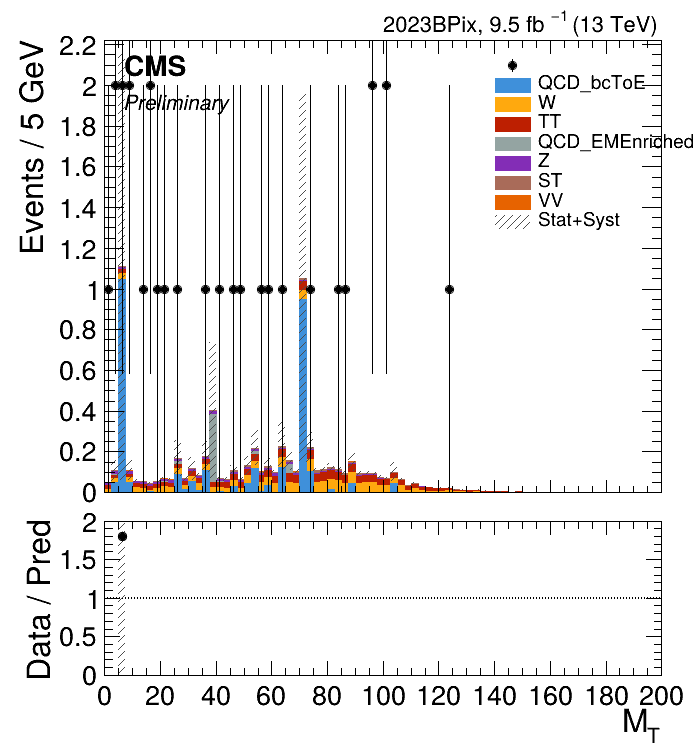 2023BPix, 9.5 fb⁻¹ (13 TeV)
Events / 5 GeV
CMS
Preliminary
QCD_bcToE
W
TT
QCD_EMEnriched
Z
ST
VV
Stat+Syst
2.2
2
1.8
1.6
1.4
1.2
1
0.8
0.6
0.4
0.2
0
Data / Pred
2
1.5
1
0.5
0
0 20 40 60 80 100 120 140 160 180 200
M_T